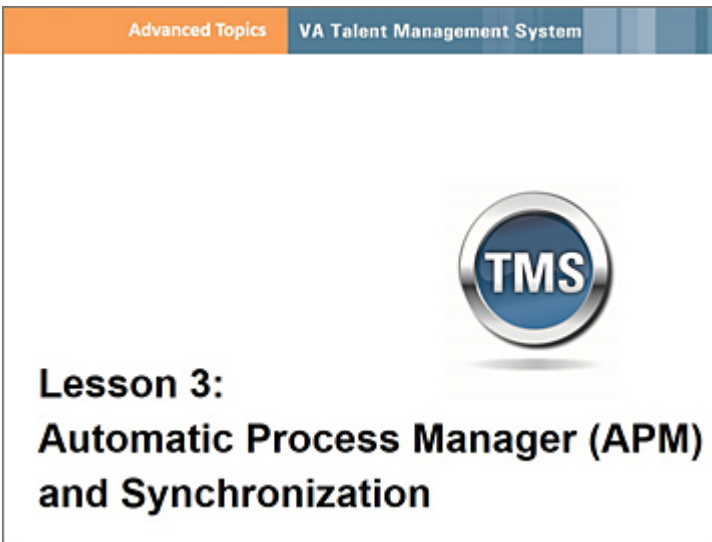 Advanced Topics VA Talent Management System
TMS
Lesson 3:
Automatic Process Manager (APM)
and Synchronization